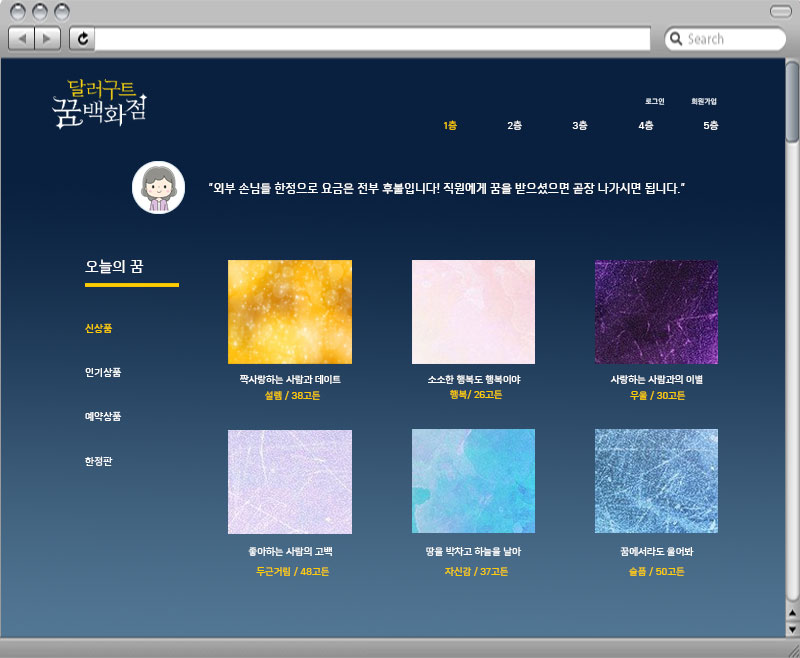 Search
달러구트
꿈백화점
로그인 회원가입
1층 2층 3층 4층 5층
"외부 손님들 한정으로 요금은 전부 후불입니다! 직원에게 꿈을 받으셨으면 곧장 나가시면 됩니다."
오늘의 꿈
신상품
인기상품
예약상품
한정판
짝사랑하는 사람과 데이트
설렘 / 38고든
소소한 행복도 행복이야
행복/ 26고든
사랑하는 사람과의 이별
우울 / 30고든
좋아하는 사람의 고백
두근거림 / 48고든
땅을 박차고 하늘을 날아
자신감 / 37고든
꿈에서라도 울어봐
슬픔 / 50고든